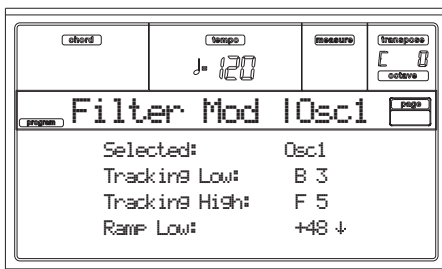 chord tempo measure transpose
♩= 120 C 0
octave
program Filter Mod |Osc1 page
Selected: Osc1
Tracking Low: B 3
Tracking High: F 5
Ramp Low: +48 ↓